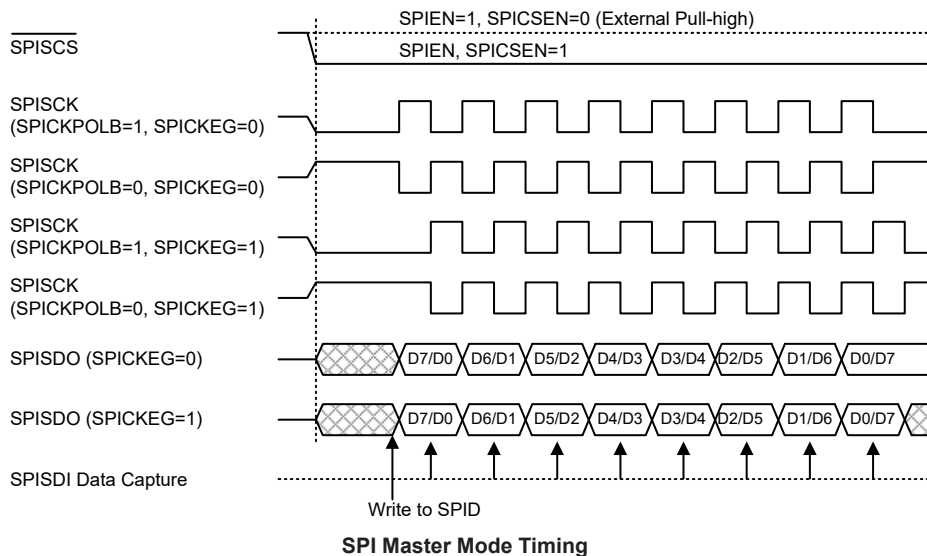 SPIEN=1, SPICSEN=0 (External Pull-high)
SPISCS
SPIEN, SPICSEN=1
SPISCK
(SPICKPOLB=1, SPICKEG=0)
SPISCK
(SPICKPOLB=0, SPICKEG=0)
SPISCK
(SPICKPOLB=1, SPICKEG=1)
SPISCK
(SPICKPOLB=0, SPICKEG=1)
SPISDO (SPICKEG=0) D7/D0 D6/D1 D5/D2 D4/D3 D3/D4 D2/D5 D1/D6 D0/D7
SPISDO (SPICKEG=1) D7/D0 D6/D1 D5/D2 D4/D3 D3/D4 D2/D5 D1/D6 D0/D7
SPISDI Data Capture
Write to SPID
SPI Master Mode Timing